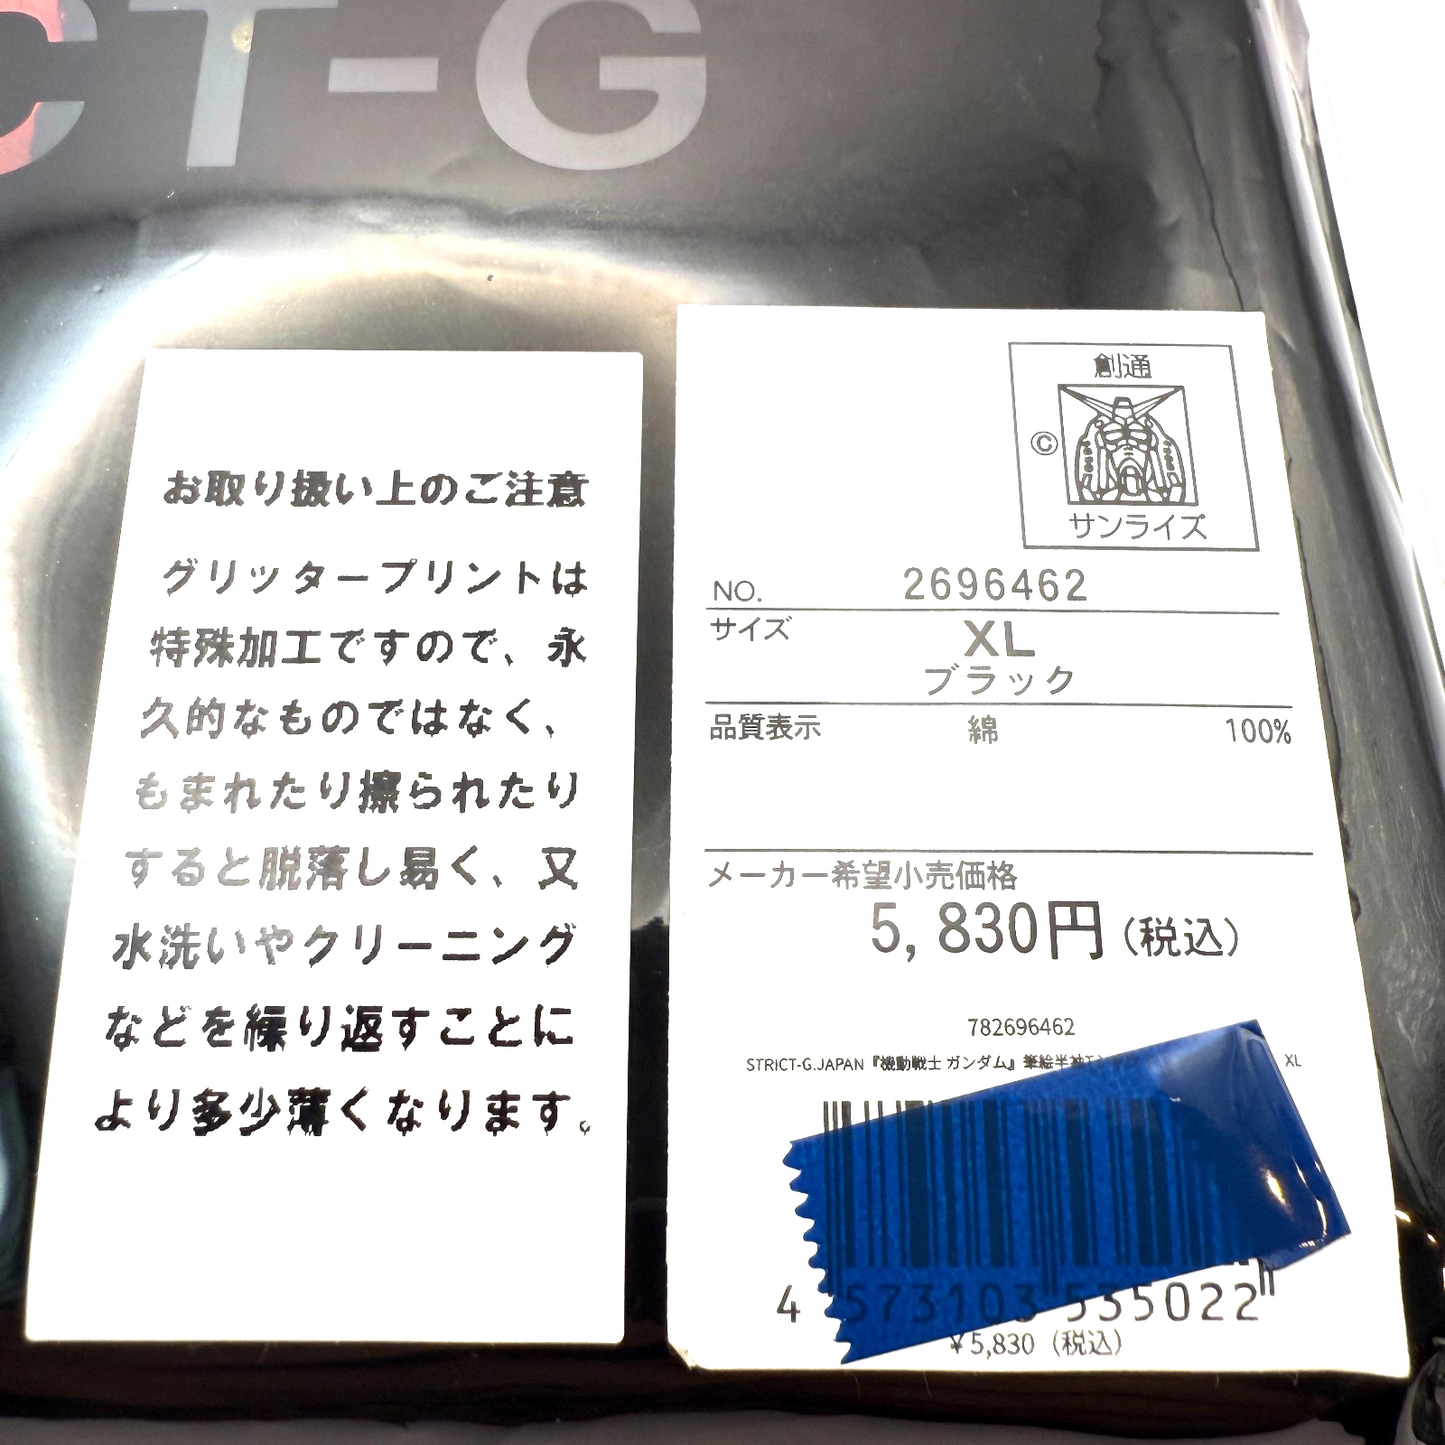 CT-G
お取り扱い上のご注意
グリッタープリントは
特殊加工ですので、永
久的なものではなく、
もまれたり擦られたり
すると脱落し易く、又
水洗いやクリーニング
などを繰り返すことに
より多少薄くなります。
創通
©
サンライズ
NO. 2696462
サイズ XL
ブラック
品質表示 綿 100%
メーカー希望小売価格
5,830円(税込)
782696462
STRICT-G.JAPAN『機動戦士 ガンダム』筆絵半袖 XL
4 573103 535022
¥5,830 (税込)